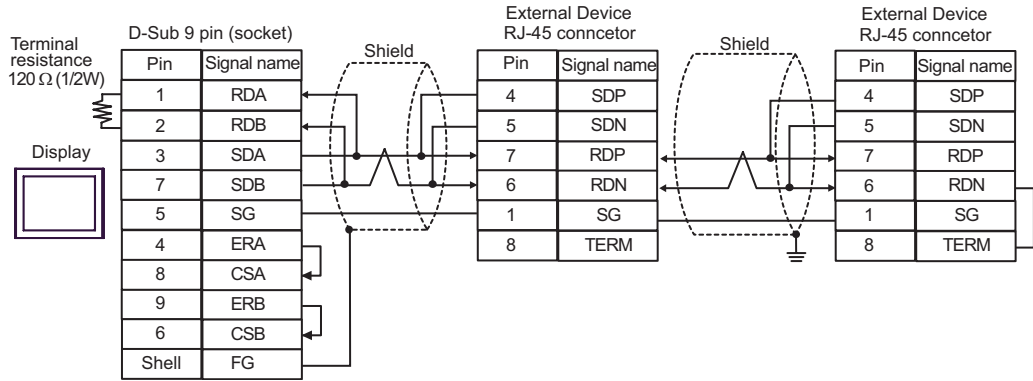 Terminal
resistance
120 Ω (1/2W)
Display
D-Sub 9 pin (socket)
Pin Signal name
1 RDA
2 RDB
3 SDA
7 SDB
5 SG
4 ERA
8 CSA
9 ERB
6 CSB
Shell FG
Shield
External Device
RJ-45 conncetor
Pin Signal name
4 SDP
5 SDN
7 RDP
6 RDN
1 SG
8 TERM
Shield
External Device
RJ-45 conncetor
Pin Signal name
4 SDP
5 SDN
7 RDP
6 RDN
1 SG
8 TERM